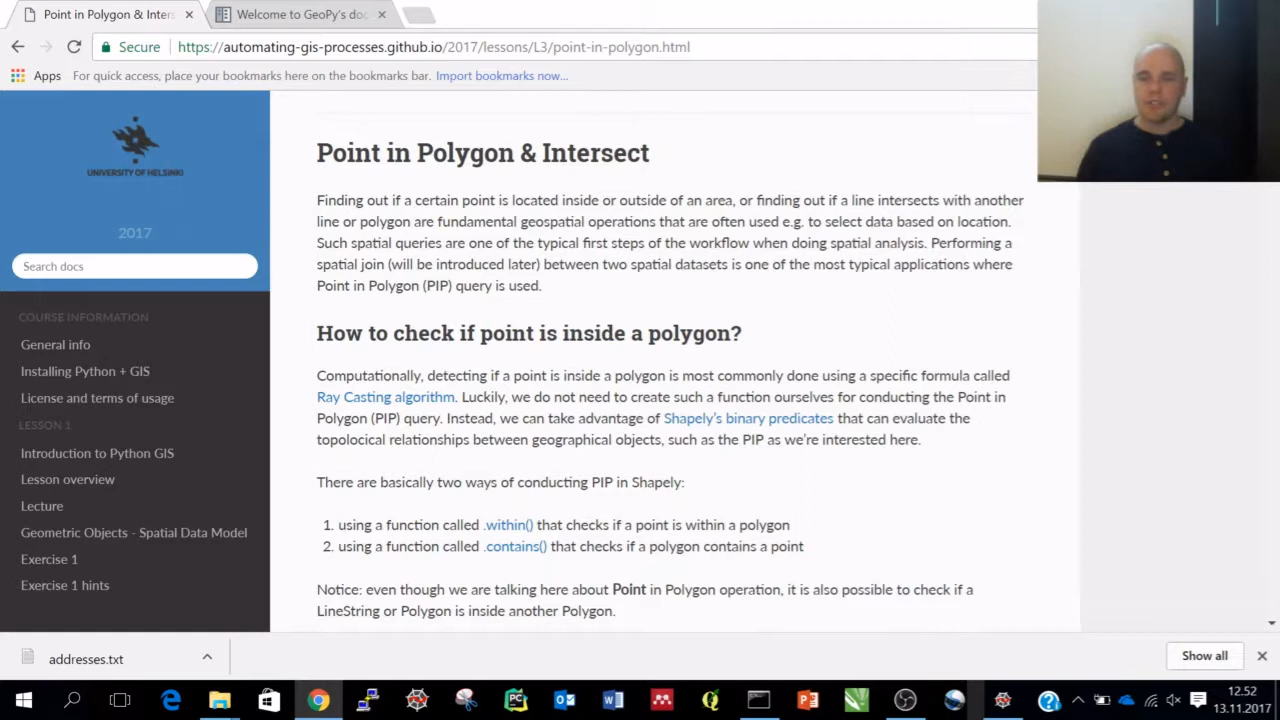 Point in Polygon & Inters
Welcome to GeoPy's doc
Secure
https://automating-gis-processes.github.io/2017/lessons/L3/point-in-polygon.html
Apps
For quick access, place your bookmarks here on the bookmarks bar.
Import bookmarks now...
UNIVERSITY OF HELSINKI
2017
Search docs
COURSE INFORMATION
General info
Installing Python + GIS
License and terms of usage
LESSON 1
Introduction to Python GIS
Lesson overview
Lecture
Geometric Objects - Spatial Data Model
Exercise 1
Exercise 1 hints
Point in Polygon & Intersect
Finding out if a certain point is located inside or outside of an area, or finding out if a line intersects with another
line or polygon are fundamental geospatial operations that are often used e.g. to select data based on location.
Such spatial queries are one of the typical first steps of the workflow when doing spatial analysis. Performing a
spatial join (will be introduced later) between two spatial datasets is one of the most typical applications where
Point in Polygon (PIP) query is used.
How to check if point is inside a polygon?
Computationally, detecting if a point is inside a polygon is most commonly done using a specific formula called
Ray Casting algorithm. Luckily, we do not need to create such a function ourselves for conducting the Point in
Polygon (PIP) query. Instead, we can take advantage of Shapely's binary predicates that can evaluate the
topolocical relationships between geographical objects, such as the PIP as we're interested here.
There are basically two ways of conducting PIP in Shapely:
1. using a function called .within() that checks if a point is within a polygon
2. using a function called .contains() that checks if a polygon contains a point
Notice: even though we are talking here about Point in Polygon operation, it is also possible to check if a
LineString or Polygon is inside another Polygon.
addresses.txt
Show all
12.52
13.11.2017